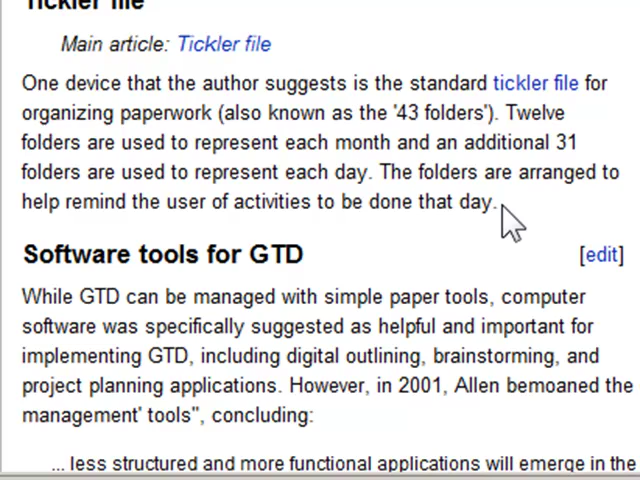 Tickler file
Main article: Tickler file
One device that the author suggests is the standard tickler file for
organizing paperwork (also known as the '43 folders'). Twelve
folders are used to represent each month and an additional 31
folders are used to represent each day. The folders are arranged to
help remind the user of activities to be done that day.
Software tools for GTD [edit]
While GTD can be managed with simple paper tools, computer
software was specifically suggested as helpful and important for
implementing GTD, including digital outlining, brainstorming, and
project planning applications. However, in 2001, Allen bemoaned the
management' tools", concluding:
... less structured and more functional applications will emerge in the